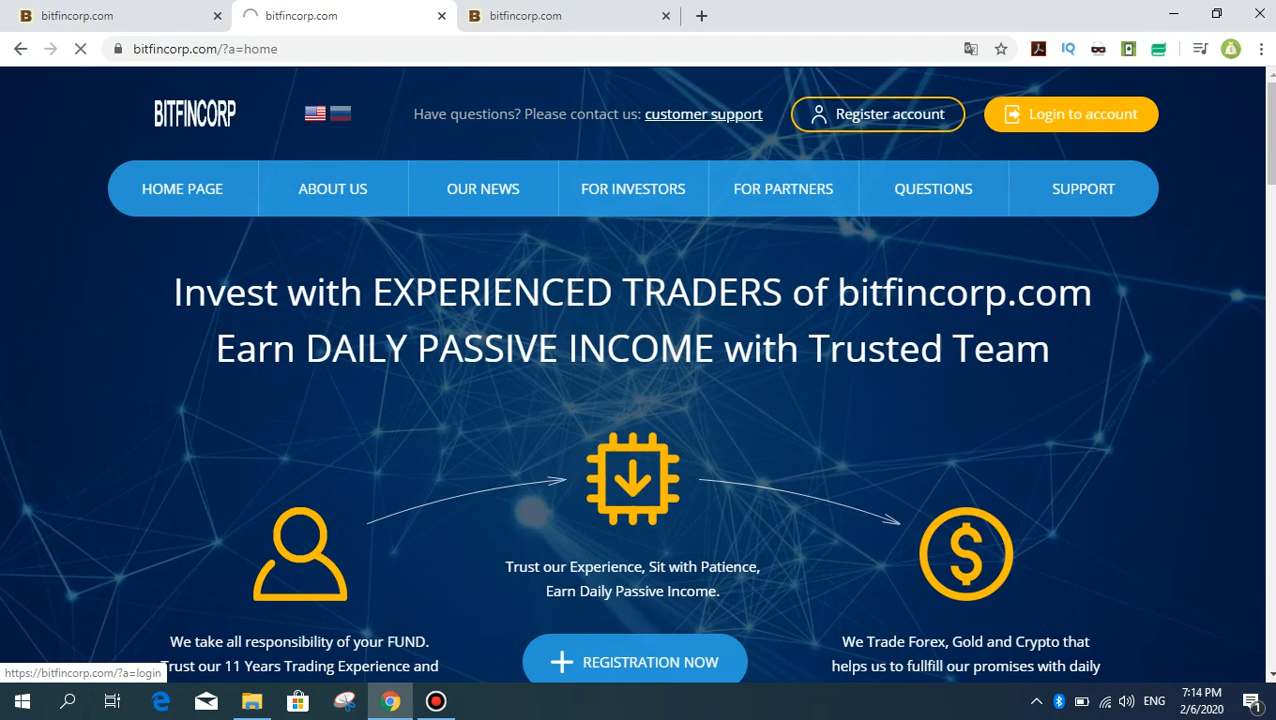 bitfincorp.com
bitfincorp.com
bitfincorp.com
bitfincorp.com/?a=home
BITFINCORP
Have questions? Please contact us: customer support
Register account
Login to account
HOME PAGE
ABOUT US
OUR NEWS
FOR INVESTORS
FOR PARTNERS
QUESTIONS
SUPPORT
Invest with EXPERIENCED TRADERS of bitfincorp.com
Earn DAILY PASSIVE INCOME with Trusted Team
Trust our Experience, Sit with Patience,
Earn Daily Passive Income.
We take all responsibility of your FUND.
Trust our 11 Years Trading Experience and
REGISTRATION NOW
We Trade Forex, Gold and Crypto that
helps us to fullfill our promises with daily
https://bitfincorp.com/?a=login
ENG
7:14 PM
2/6/2020
1